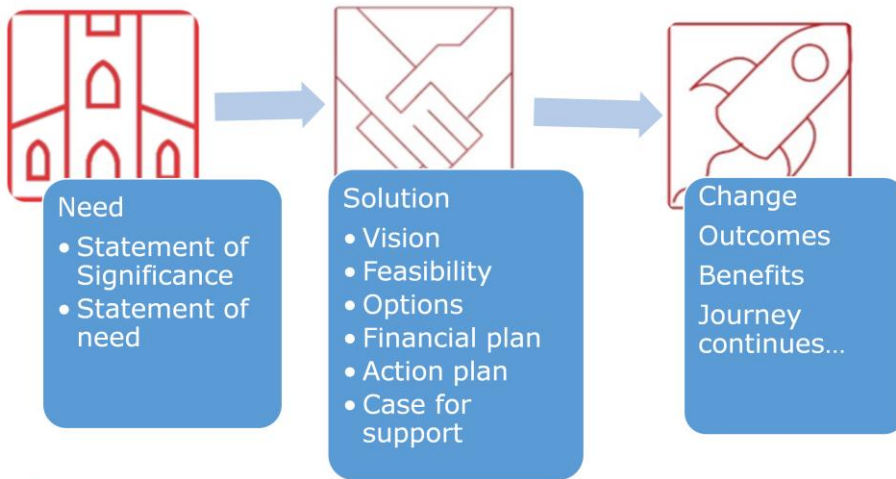 Need
• Statement of
Significance
• Statement of
need
Solution
• Vision
• Feasibility
• Options
• Financial plan
• Action plan
• Case for
support
Change
Outcomes
Benefits
Journey
continues...